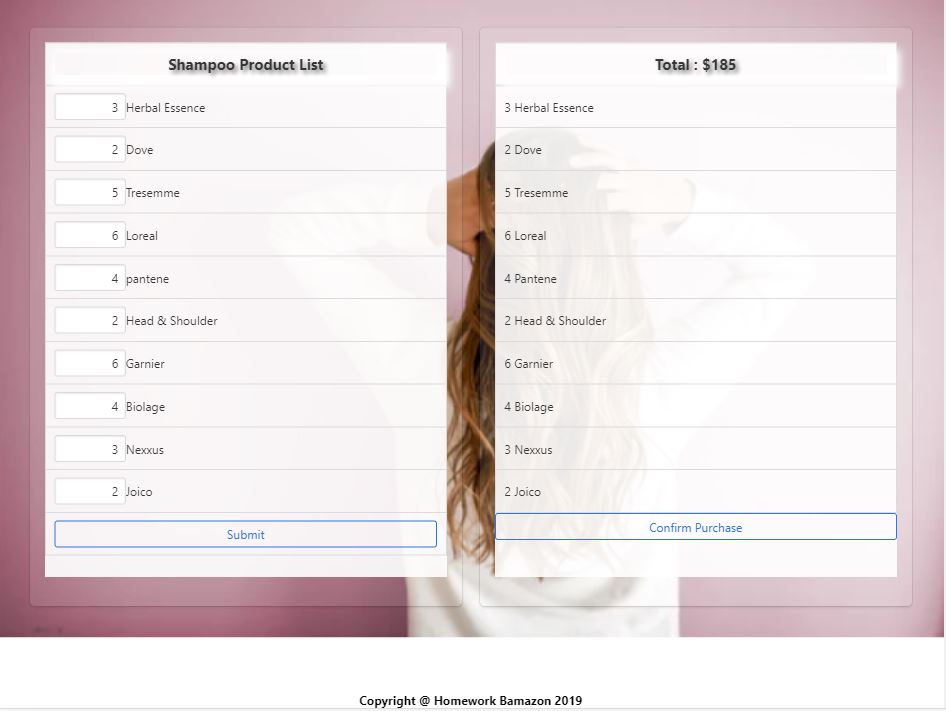 Shampoo Product List
3 Herbal Essence
2 Dove
5 Tresemme
6 Loreal
4 pantene
2 Head & Shoulder
6 Garnier
4 Biolage
3 Nexxus
2 Joico
Submit
Total : $185
3 Herbal Essence
2 Dove
5 Tresemme
6 Loreal
4 Pantene
2 Head & Shoulder
6 Garnier
4 Biolage
3 Nexxus
2 Joico
Confirm Purchase
Copyright @ Homework Bamazon 2019